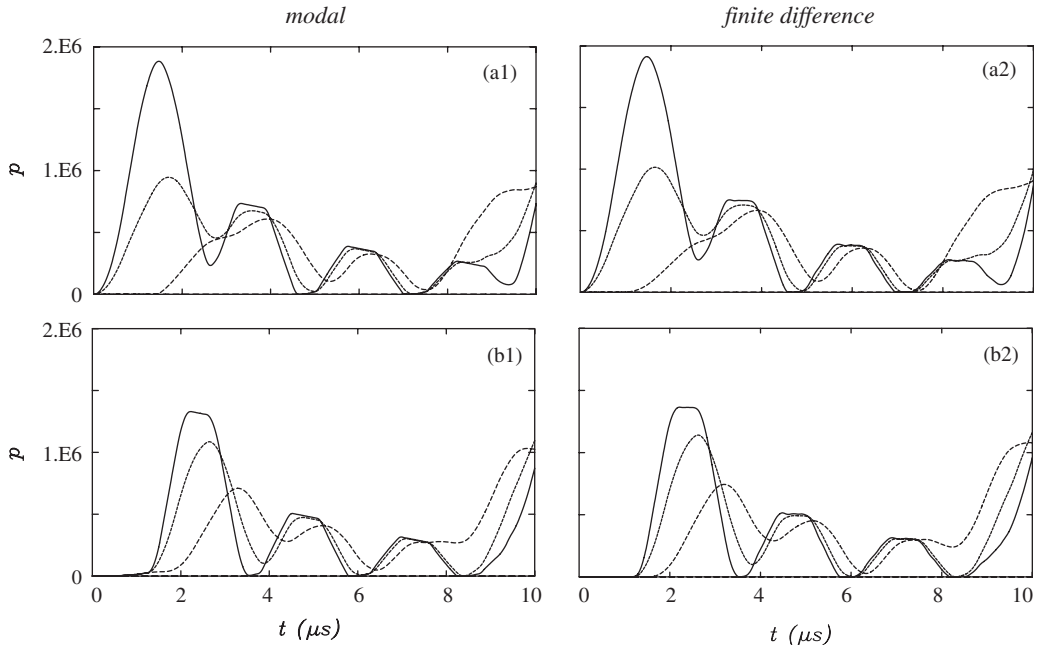 modal
finite difference
2.E6
1.E6
0
p
(a1)
(a2)
2.E6
1.E6
0
p
(b1)
(b2)
0 2 4 6 8 10
0 2 4 6 8 10
t (μs)
t (μs)